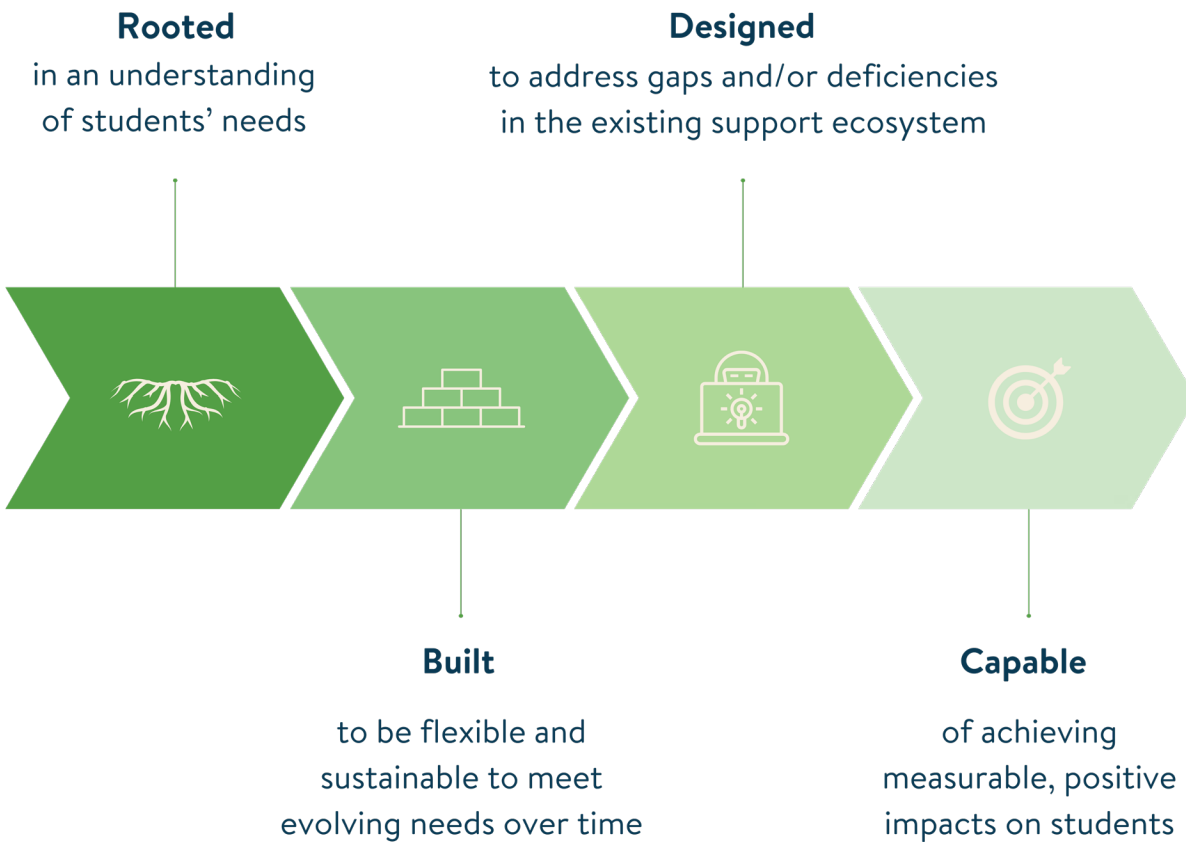 Rooted
in an understanding
of students’ needs
Built
to be flexible and
sustainable to meet
evolving needs over time
Designed
to address gaps and/or deficiencies
in the existing support ecosystem
Capable
of achieving
measurable, positive
impacts on students